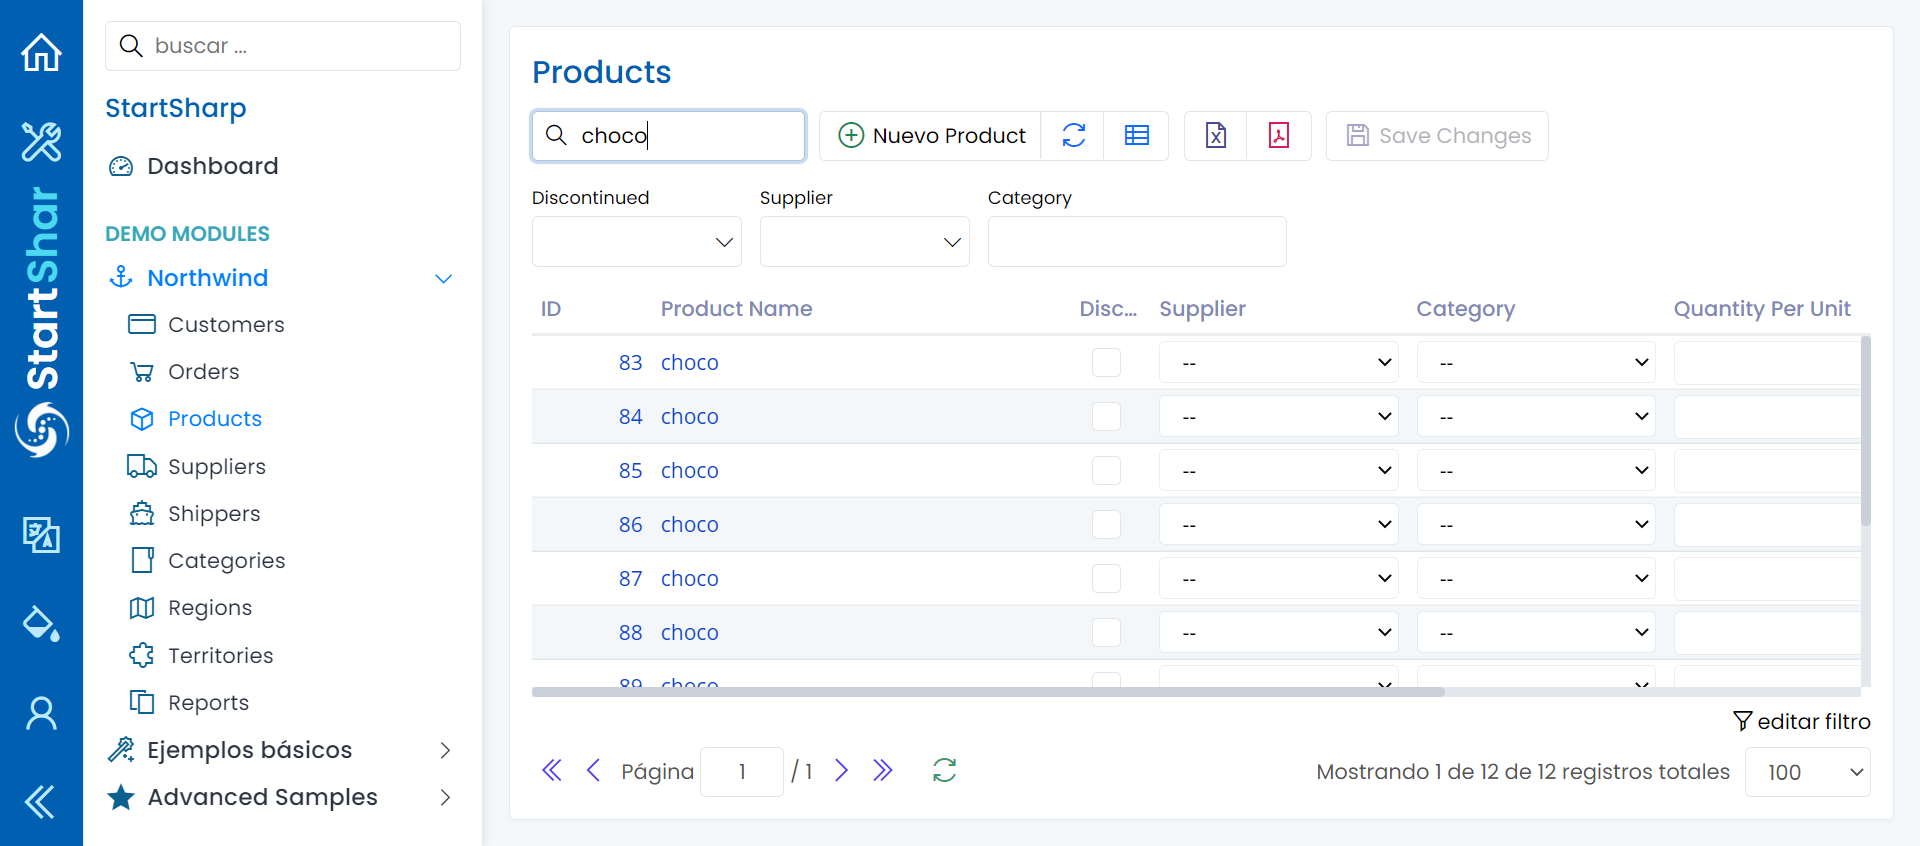 buscar ...
StartSharp
Dashboard
DEMO MODULES
Northwind
Customers
Orders
Products
Suppliers
Shippers
Categories
Regions
Territories
Reports
Ejemplos básicos
Advanced Samples
StartShar
Products
choco
Nuevo Product
Save Changes
Discontinued Supplier Category
ID Product Name Disc... Supplier Category Quantity Per Unit
83 choco -- --
84 choco -- --
85 choco -- --
86 choco -- --
87 choco -- --
88 choco -- --
89 choco
editar filtro
Página 1 / 1
Mostrando 1 de 12 de 12 registros totales 100